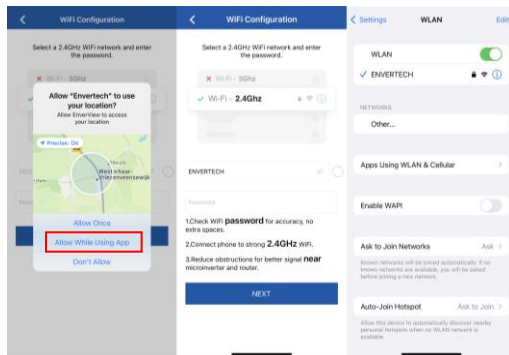 WiFi Configuration
Select a 2.4GHz WiFi network and enter
the password.
Wi-Fi - 5Ghz
Allow "Envertech" to use
your location?
Allow EnverView to access
your location
Precise: On
Allow Once
Allow While Using App
Don't Allow
WiFi Configuration
Select a 2.4GHz WiFi network and enter
the password.
Wi-Fi - 5Ghz
Wi-Fi - 2.4Ghz
ENVERTECH
Password
1.Check WiFi password for accuracy, no
extra spaces.
2.Connect phone to strong 2.4GHz WiFi.
3.Reduce obstructions for better signal near
microinverter and router.
NEXT
Settings
WLAN
Edit
WLAN
ENVERTECH
NETWORKS
Other...
Apps Using WLAN & Cellular
Enable WAPI
Ask to Join Networks
Ask
Known networks will be joined automatically. If no
known networks are available, you will be asked
before joining a new network.
Auto-Join Hotspot
Ask to Join
Allow this device to automatically discover nearby
personal hotspots when no WLAN network is
available.